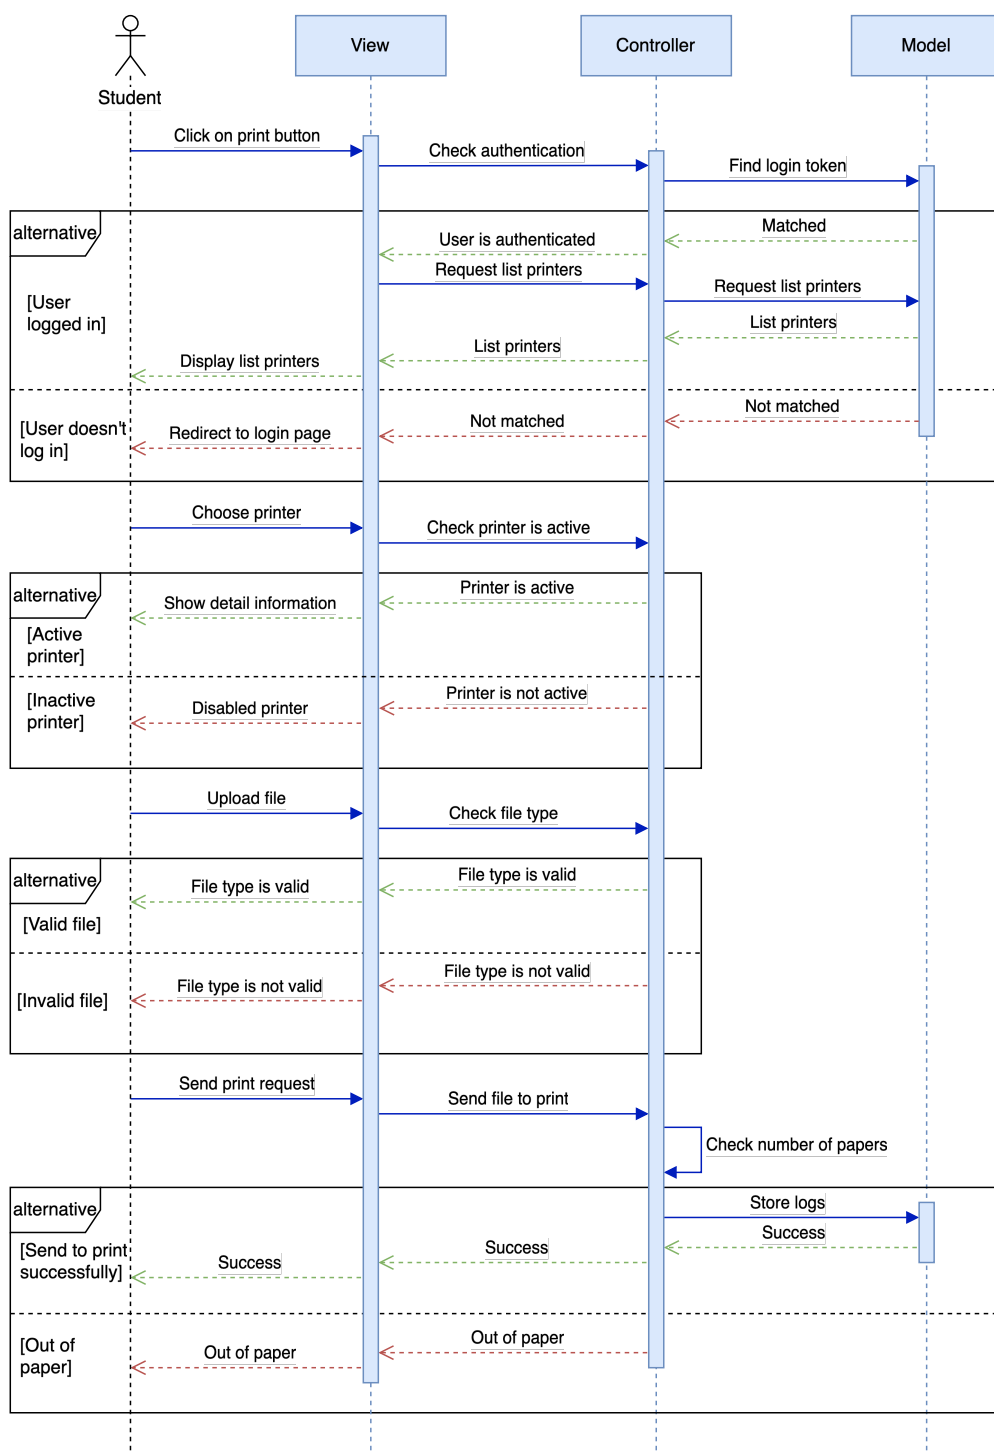 View
Controller
Model
Student
Click on print button
Check authentication
Find login token
alternative
Matched
User is authenticated
Request list printers
[User
logged in]
Request list printers
List printers
List printers
Display list printers
Not matched
Not matched
[User doesn't
log in]
Redirect to login page
Choose printer
Check printer is active
alternative
Printer is active
Show detail information
[Active
printer]
Printer is not active
[Inactive
printer]
Disabled printer
Upload file
Check file type
alternative
File type is valid
File type is valid
[Valid file]
File type is not valid
File type is not valid
[Invalid file]
Send print request
Send file to print
Check number of papers
alternative
Store logs
Success
Success
[Send to print
successfully]
Success
Out of paper
[Out of
paper]
Out of paper